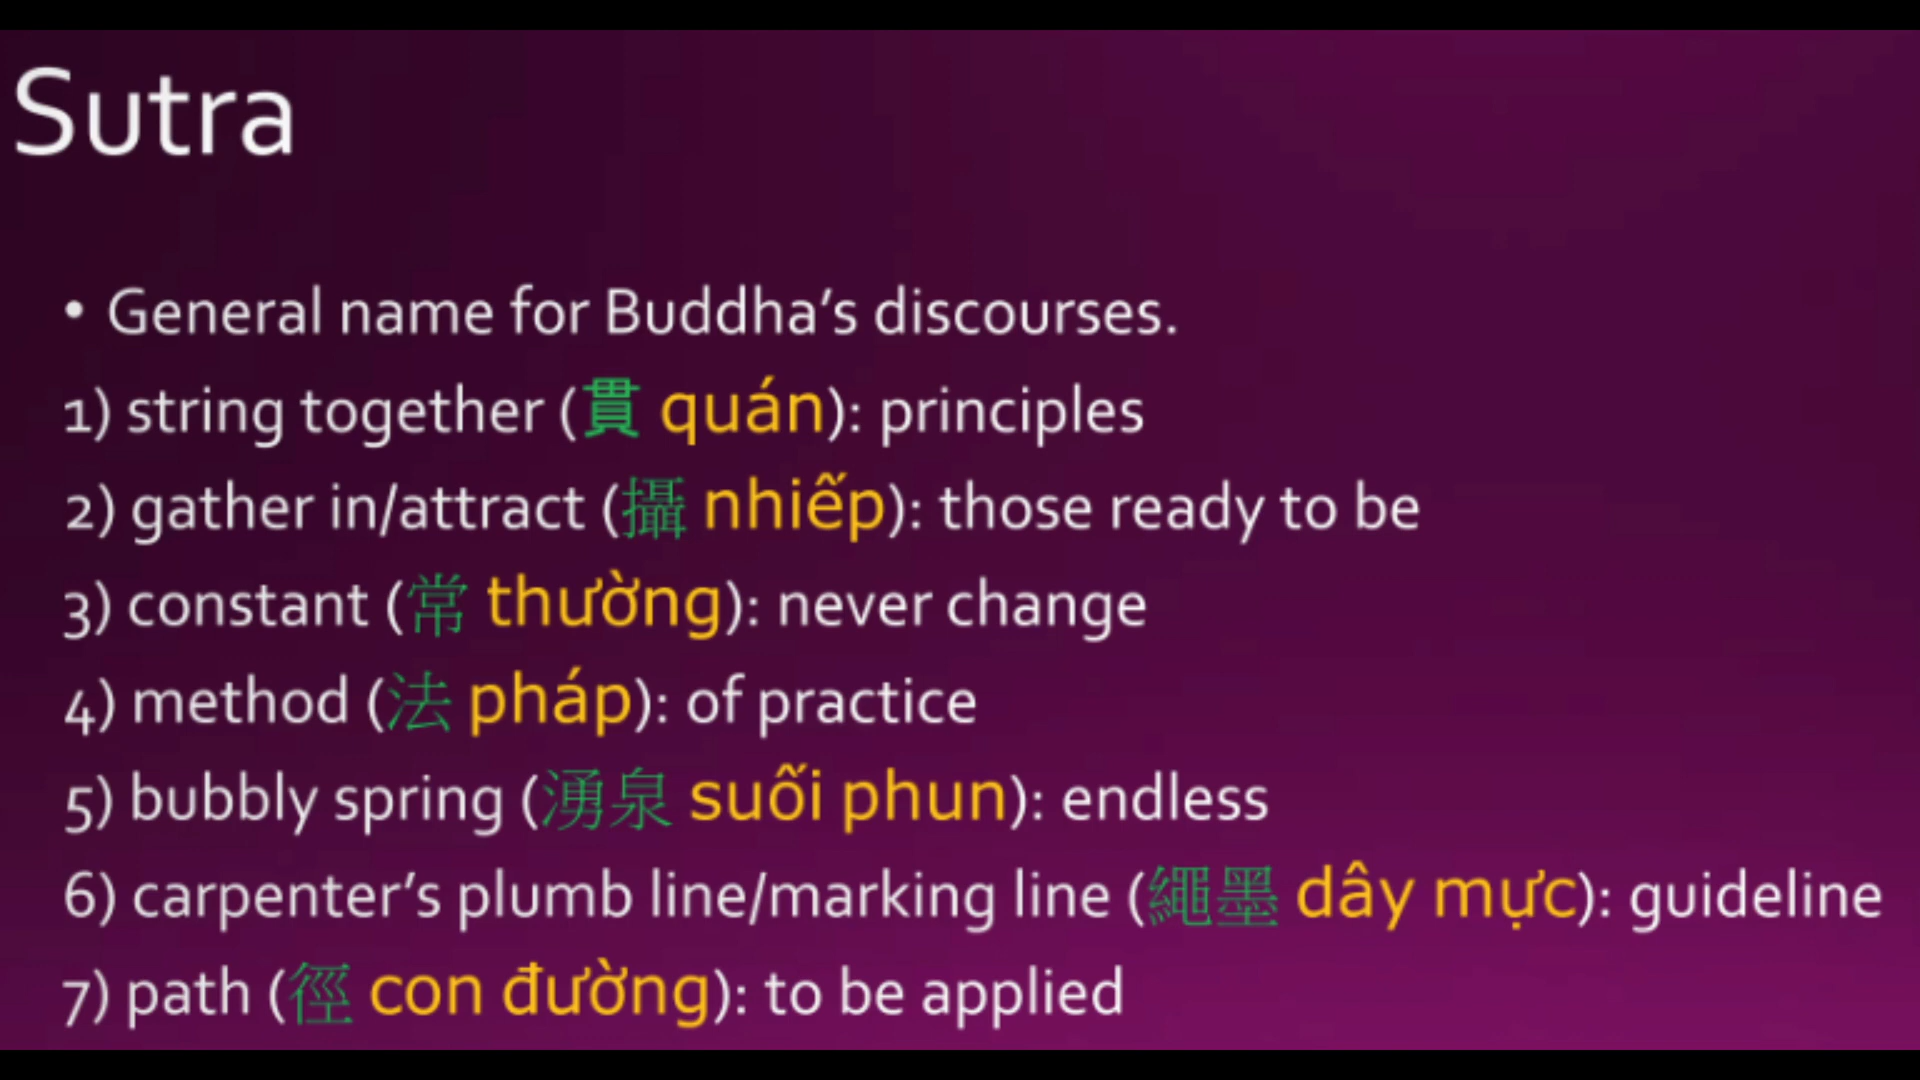 Sutra
• General name for Buddha’s discourses.
1) string together (貫 quán): principles
2) gather in/attract (攝 nhiếp): those ready to be
3) constant (常 thường): never change
4) method (法 pháp): of practice
5) bubbly spring (湧泉 suối phun): endless
6) carpenter’s plumb line/marking line (繩墨 dây mực): guideline
7) path (徑 con đường): to be applied